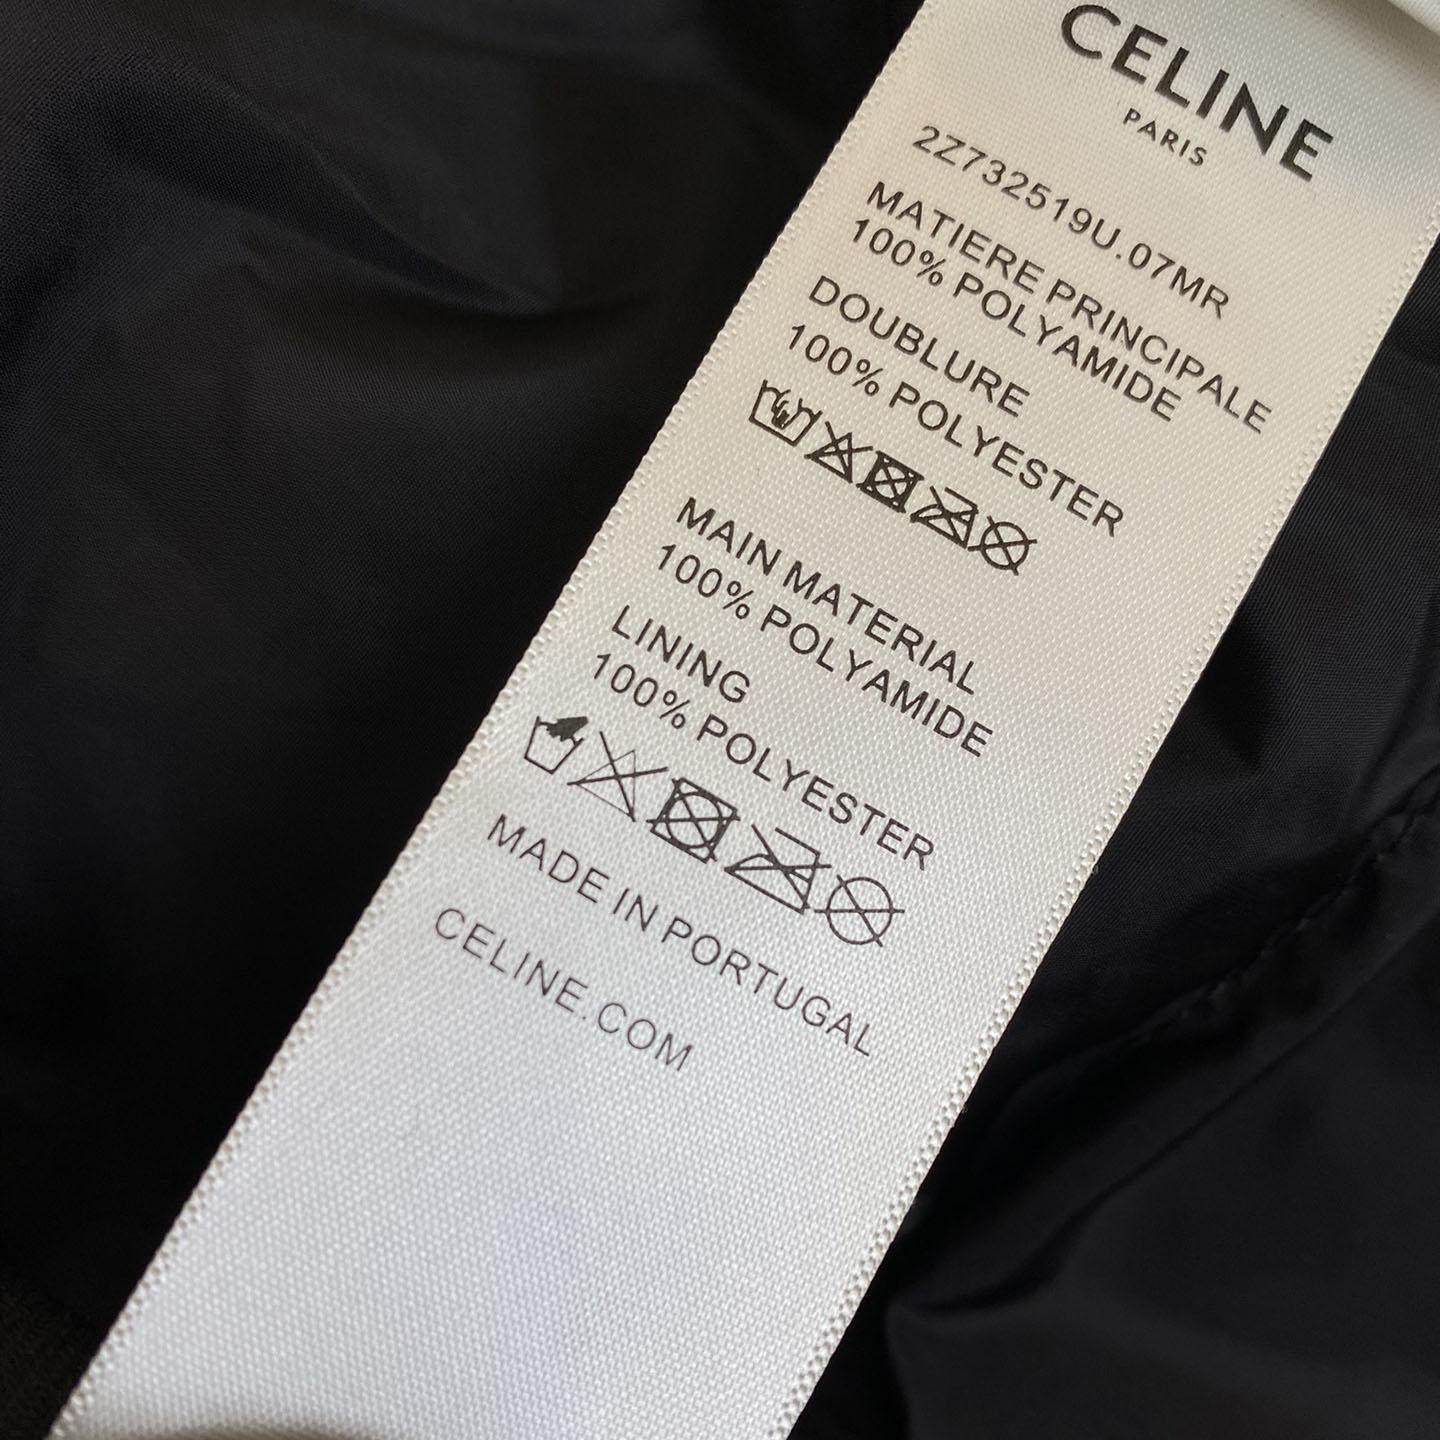 CELINE
PARIS
2Z732519U.07MR
MATIERE PRINCIPALE
100% POLYAMIDE
DOUBLURE
100% POLYESTER
MAIN MATERIAL
100% POLYAMIDE
LINING
100% POLYESTER
MADE IN PORTUGAL
CELINE.COM